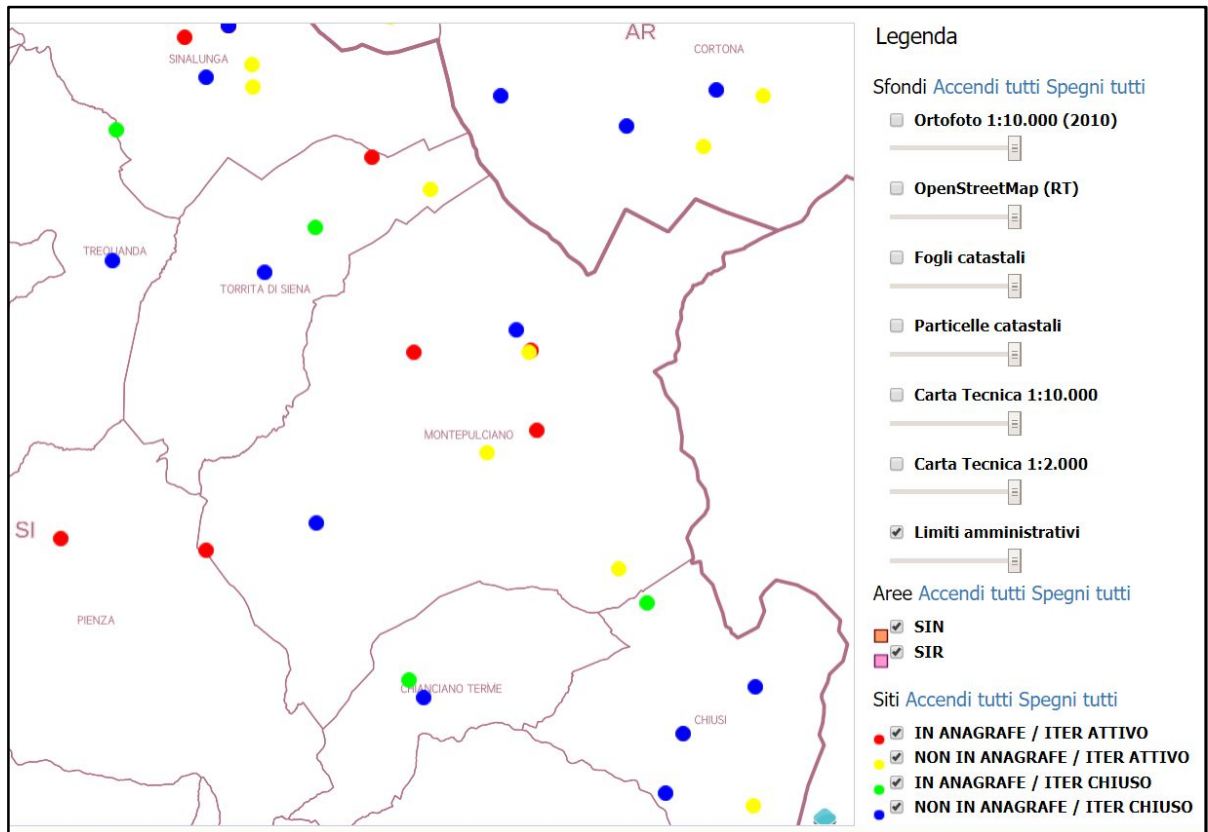 AR
CORTONA
SINALUNGA
TREQUANDA
TORRITA DI SIENA
MONTEPULCIANO
SI
PIENZA
CHIANCIANO TERME
CHIUSI
Legenda
Sfondi Accendi tutti Spegni tutti
Ortofoto 1:10.000 (2010)
OpenStreetMap (RT)
Fogli catastali
Particelle catastali
Carta Tecnica 1:10.000
Carta Tecnica 1:2.000
Limiti amministrativi
Aree Accendi tutti Spegni tutti
SIN
SIR
Siti Accendi tutti Spegni tutti
IN ANAGRAFE / ITER ATTIVO
NON IN ANAGRAFE / ITER ATTIVO
IN ANAGRAFE / ITER CHIUSO
NON IN ANAGRAFE / ITER CHIUSO